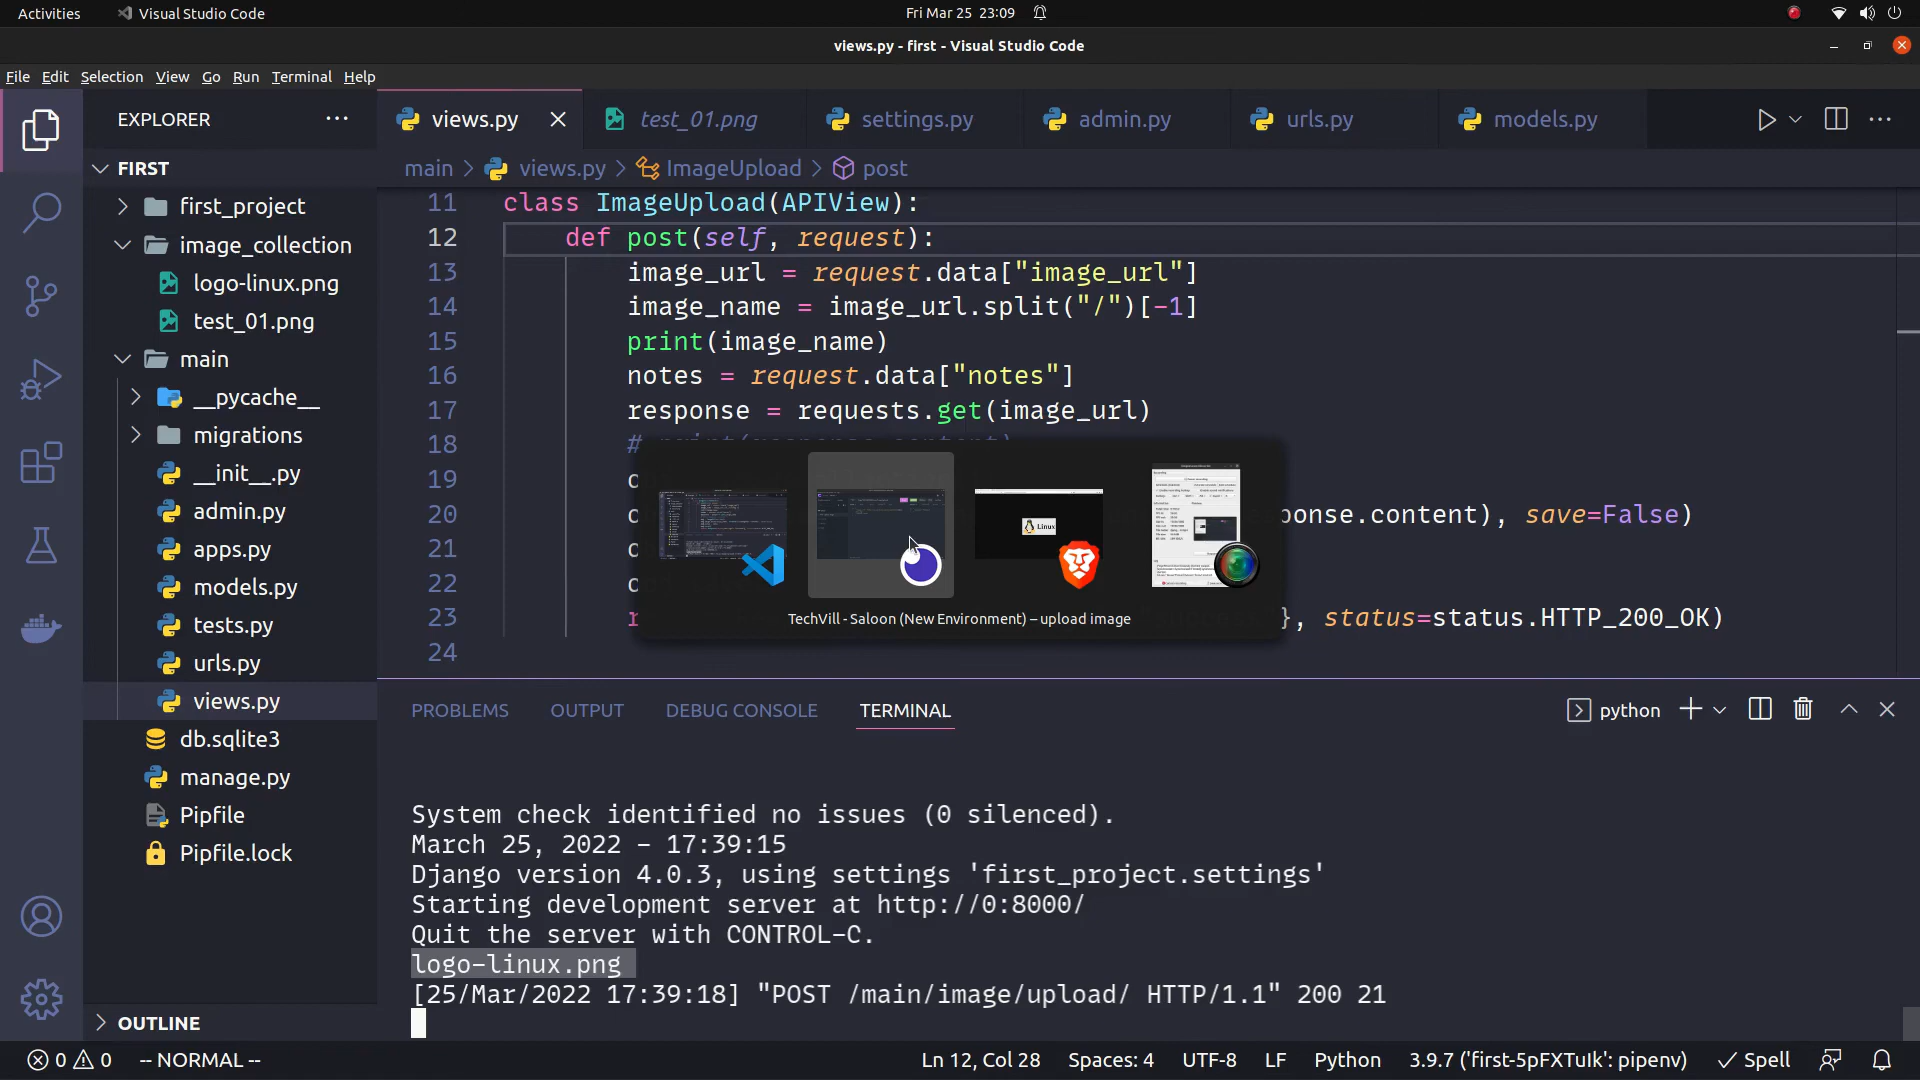 Activities
Visual Studio Code
Fri Mar 25 23:09
views.py - first - Visual Studio Code
File Edit Selection View Go Run Terminal Help
EXPLORER
FIRST
first_project
image_collection
logo-linux.png
test_01.png
main
__pycache__
migrations
__init__.py
admin.py
apps.py
models.py
tests.py
urls.py
views.py
db.sqlite3
manage.py
Pipfile
Pipfile.lock
OUTLINE
views.py
test_01.png
settings.py
admin.py
urls.py
models.py
main > views.py > ImageUpload > post
11 class ImageUpload(APIView):
12 def post(self, request):
13 image_url = request.data["image_url"]
14 image_name = image_url.split("/")[-1]
15 print(image_name)
16 notes = request.data["notes"]
17 response = requests.get(image_url)
18 #
19
20 ponse.content), save=False)
21
22
23 }, status=status.HTTP_200_OK)
24
Linux
TechVill - Saloon (New Environment) – upload image
PROBLEMS OUTPUT DEBUG CONSOLE TERMINAL
python
System check identified no issues (0 silenced).
March 25, 2022 - 17:39:15
Django version 4.0.3, using settings 'first_project.settings'
Starting development server at http://0:8000/
Quit the server with CONTROL-C.
logo-linux.png
[25/Mar/2022 17:39:18] "POST /main/image/upload/ HTTP/1.1" 200 21
0 0 -- NORMAL -- Ln 12, Col 28 Spaces: 4 UTF-8 LF Python 3.9.7 ('first-5pFXTuIk': pipenv) Spell